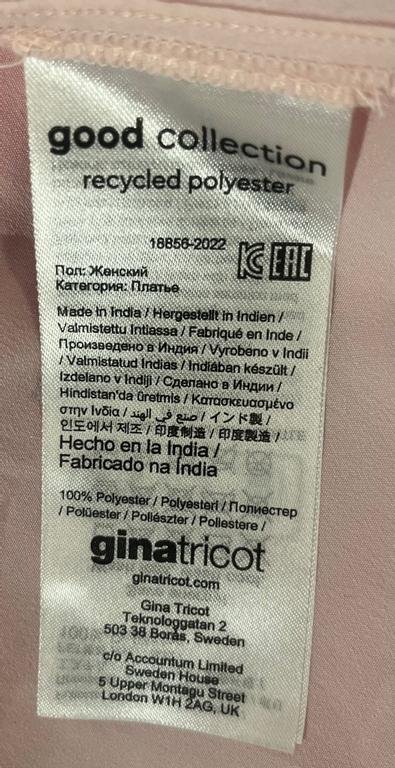 good collection
recycled polyester
18856-2022
EAC
Пол: Женский
Категория: Платье
Made in India / Hergestellt in Indien /
Valmistettu Intiassa / Fabriqué en Inde /
Произведено в Индия / Vyrobeno v Indii
/ Valmistatud Indias / Indiában készült /
Izdelano v Indiji / Сделано в Индии /
Hindistan'da üretmis / Κατασκευασμένο
στην Ινδία / صنع في الهند / インド製 /
인도에서 제조 / 印度制造 / 印度製造 /
Hecho en la India /
Fabricado na Índia
100% Polyester / Polyesteri / Полиестер
/ Polüester / Poliészter / Poliestere /
ginatricot
ginatricot.com
Gina Tricot
Teknologgatan 2
503 38 Borås, Sweden
c/o Accountum Limited
Sweden House
5 Upper Montagu Street
London W1H 2AG, UK